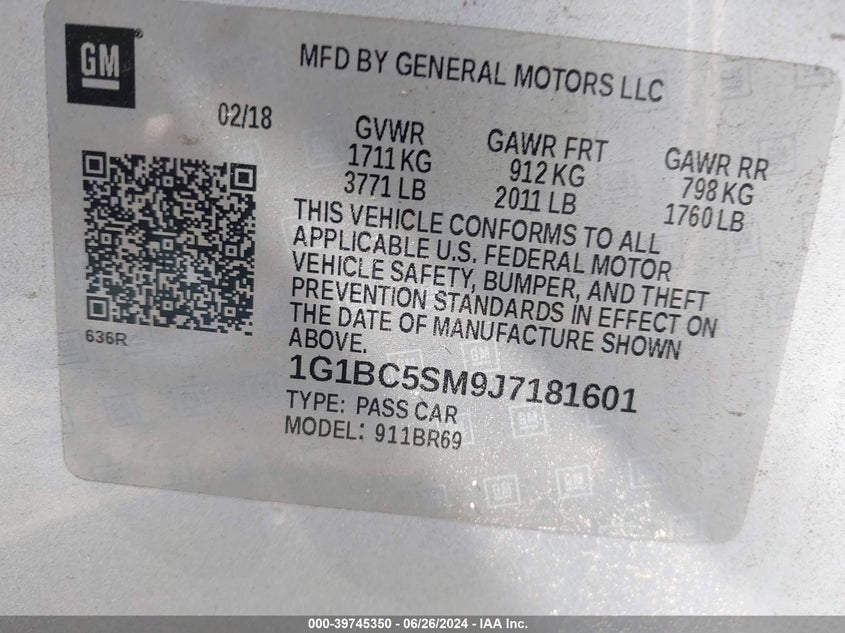 GM
MFD BY GENERAL MOTORS LLC
02/18
GVWR
1711 KG
3771 LB
GAWR FRT
912 KG
2011 LB
GAWR RR
798 KG
1760 LB
THIS VEHICLE CONFORMS TO ALL
APPLICABLE U.S. FEDERAL MOTOR
VEHICLE SAFETY, BUMPER, AND THEFT
PREVENTION STANDARDS IN EFFECT ON
THE DATE OF MANUFACTURE SHOWN
ABOVE.
636R
1G1BC5SM9J7181601
TYPE: PASS CAR
MODEL: 911BR69
000-39745350 - 06/26/2024 - IAA Inc.